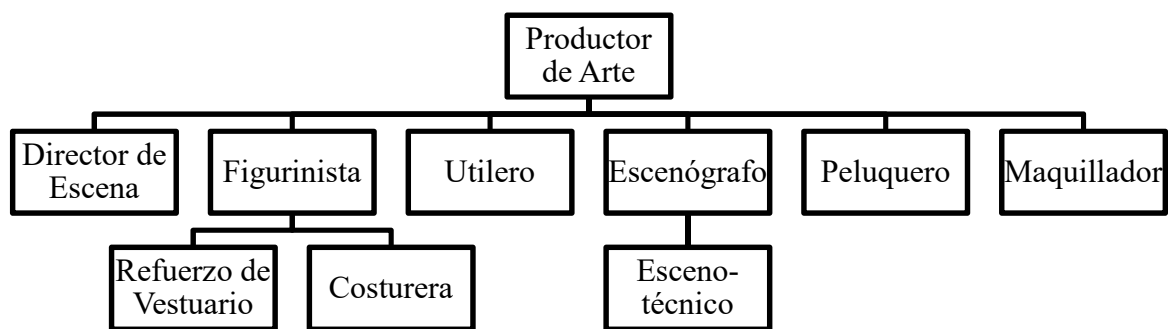 Productor
de Arte
Director de
Escena
Figurinista
Utilero
Escenógrafo
Peluquero
Maquillador
Refuerzo de
Vestuario
Costurera
Esceno-
técnico